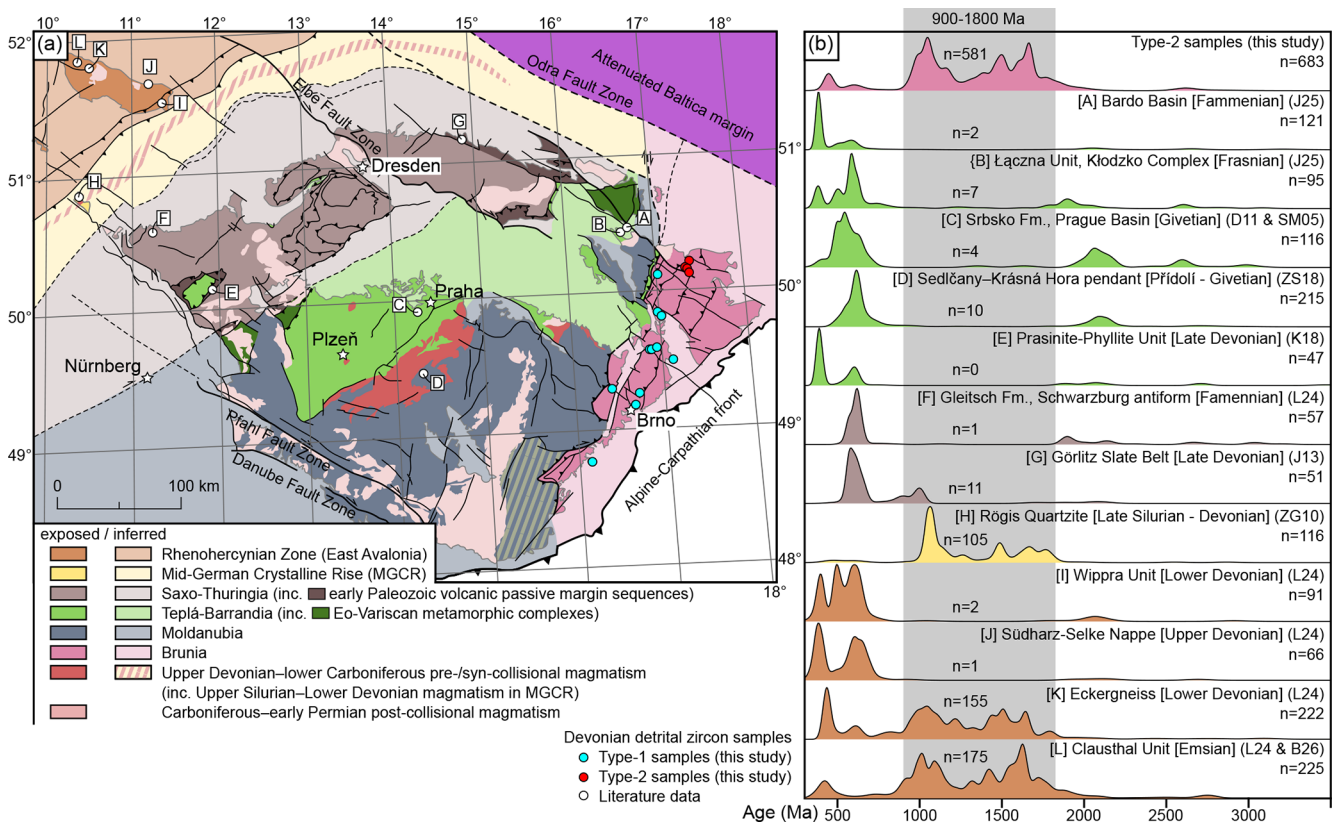 10°
11°
12°
13°
14°
15°
16°
17°
18°
52°
(a)
L
K
J
I
H
G
F
E
Elbe Fault Zone
Attenuated Baltica margin
Odra Fault Zone
51°
51°
Dresden
B
A
50°
50°
C
Praha
Plzeň
Nürnberg
D
Brno
49°
49°
Pfahl Fault Zone
Danube Fault Zone
Alpine-Carpathian front
0
100 km
48°
18°
exposed / inferred
Rhenohercynian Zone (East Avalonia)
Mid-German Crystalline Rise (MGCR)
Saxo-Thuringia (inc. early Paleozoic volcanic passive margin sequences)
Teplá-Barrandia (inc. Eo-Variscan metamorphic complexes)
Moldanubia
Brunia
Upper Devonian–lower Carboniferous pre-/syn-collisional magmatism
(inc. Upper Silurian–Lower Devonian magmatism in MGCR)
Carboniferous–early Permian post-collisional magmatism
Devonian detrital zircon samples
Type-1 samples (this study)
Type-2 samples (this study)
Literature data
900-1800 Ma
(b)
Type-2 samples (this study)
n=581
n=683
[A] Bardo Basin [Fammenian] (J25)
n=121
n=2
{B] Łączna Unit, Kłodzko Complex [Frasnian] (J25)
n=95
n=7
[C] Srbsko Fm., Prague Basin [Givetian] (D11 & SM05)
n=116
n=4
[D] Sedlčany–Krásná Hora pendant [Přídolí - Givetian] (ZS18)
n=215
n=10
[E] Prasinite-Phyllite Unit [Late Devonian] (K18)
n=47
n=0
[F] Gleitsch Fm., Schwarzburg antiform [Famennian] (L24)
n=57
n=1
[G] Görlitz Slate Belt [Late Devonian] (J13)
n=51
n=11
[H] Rögis Quartzite [Late Silurian - Devonian] (ZG10)
n=105
n=116
[I] Wippra Unit [Lower Devonian] (L24)
n=91
n=2
[J] Südharz-Selke Nappe [Upper Devonian] (L24)
n=66
n=1
[K] Eckergneiss [Lower Devonian] (L24)
n=155
n=222
[L] Clausthal Unit [Emsian] (L24 & B26)
n=175
n=225
Age (Ma)
500
1000
1500
2000
2500
3000